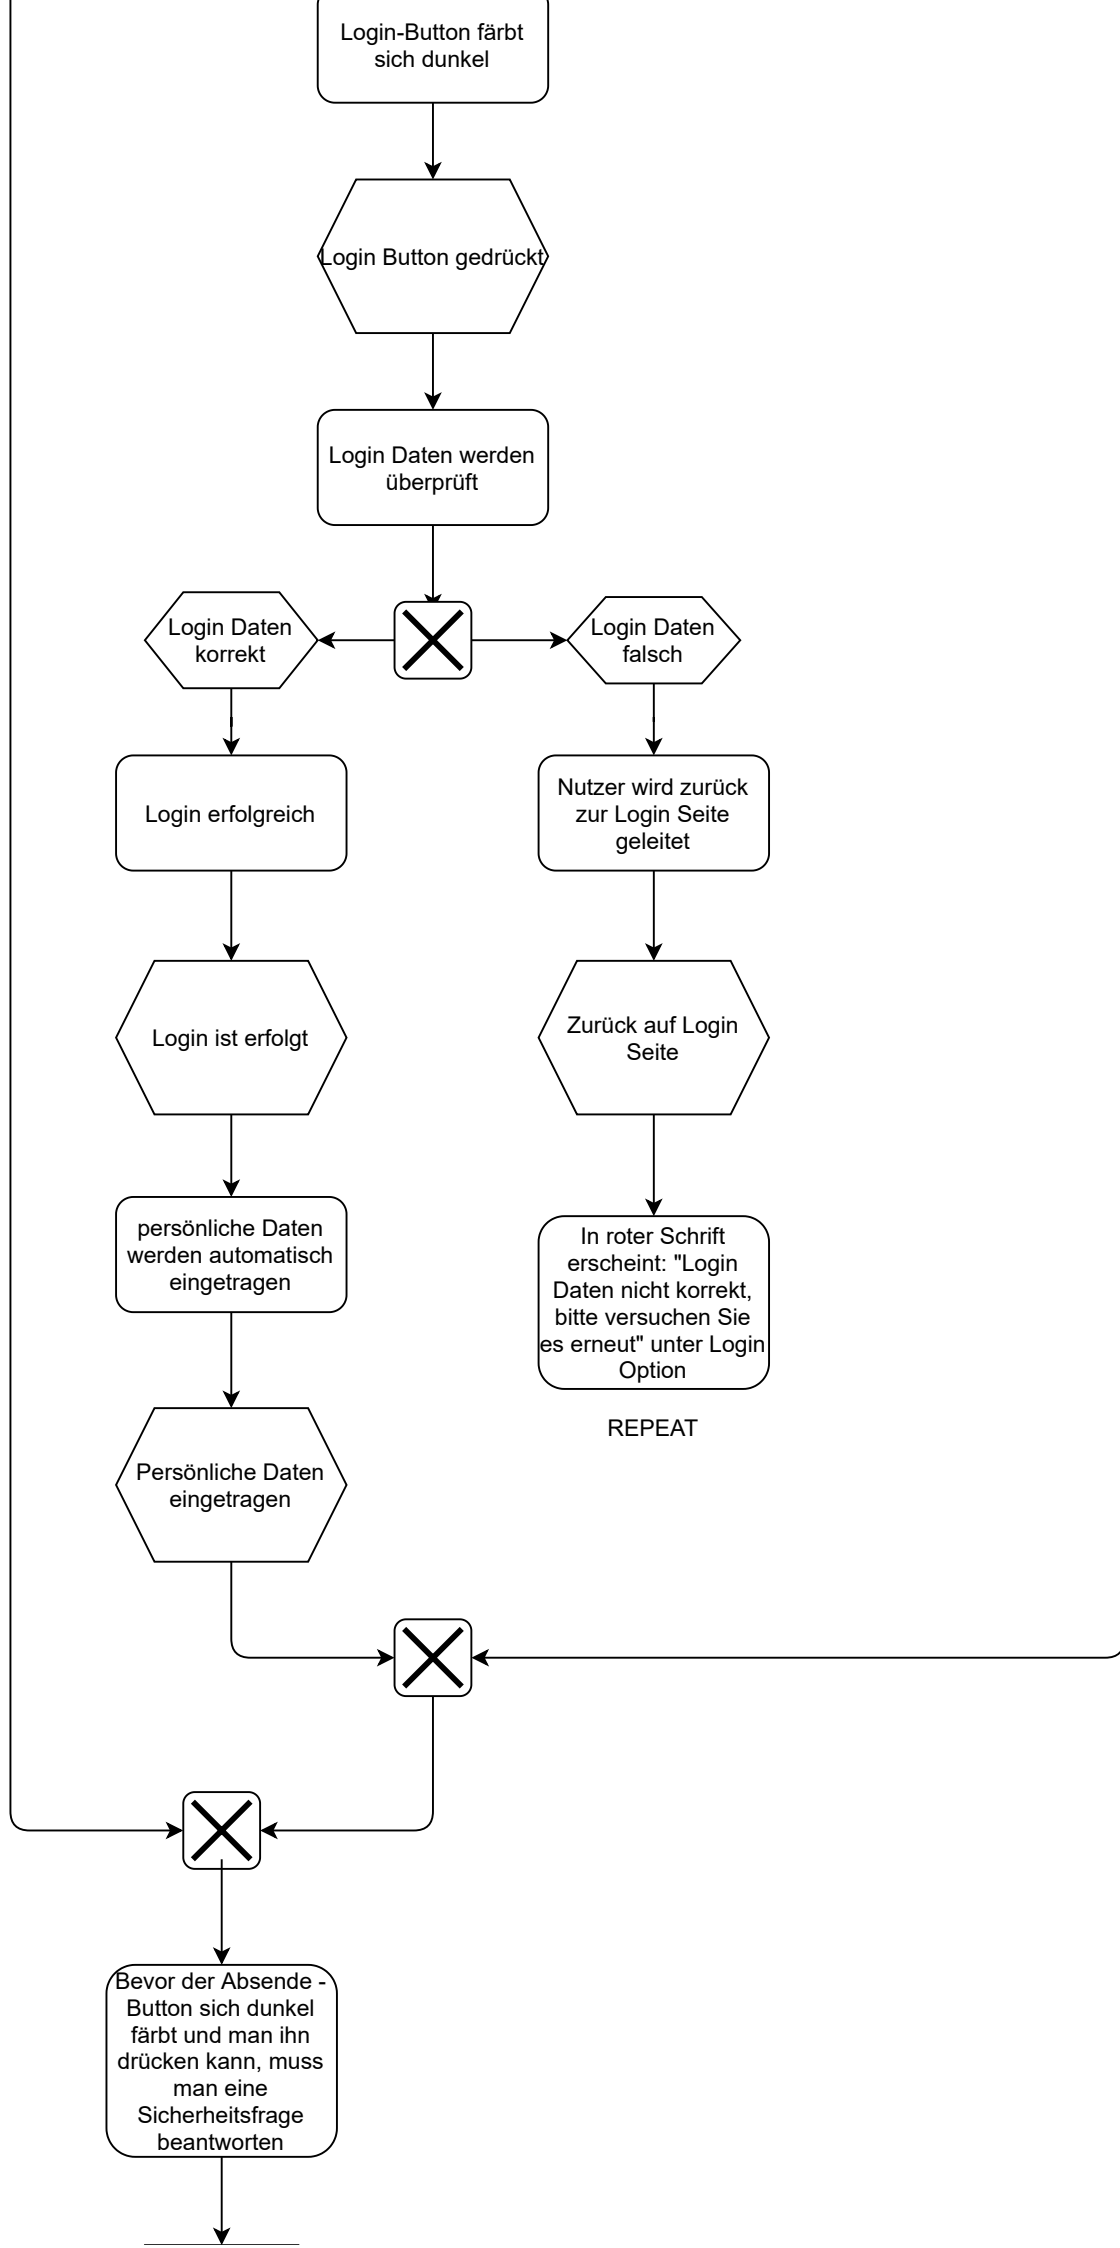 Login-Button färbt
sich dunkel
Login Button gedrückt
Login Daten werden
überprüft
Login Daten
korrekt
Login Daten
falsch
Login erfolgreich
Nutzer wird zurück
zur Login Seite
geleitet
Login ist erfolgt
Zurück auf Login
Seite
persönliche Daten
werden automatisch
eingetragen
In roter Schrift
erscheint: "Login
Daten nicht korrekt,
bitte versuchen Sie
es erneut" unter Login
Option
REPEAT
Persönliche Daten
eingetragen
Bevor der Absende -
Button sich dunkel
färbt und man ihn
drücken kann, muss
man eine
Sicherheitsfrage
beantworten